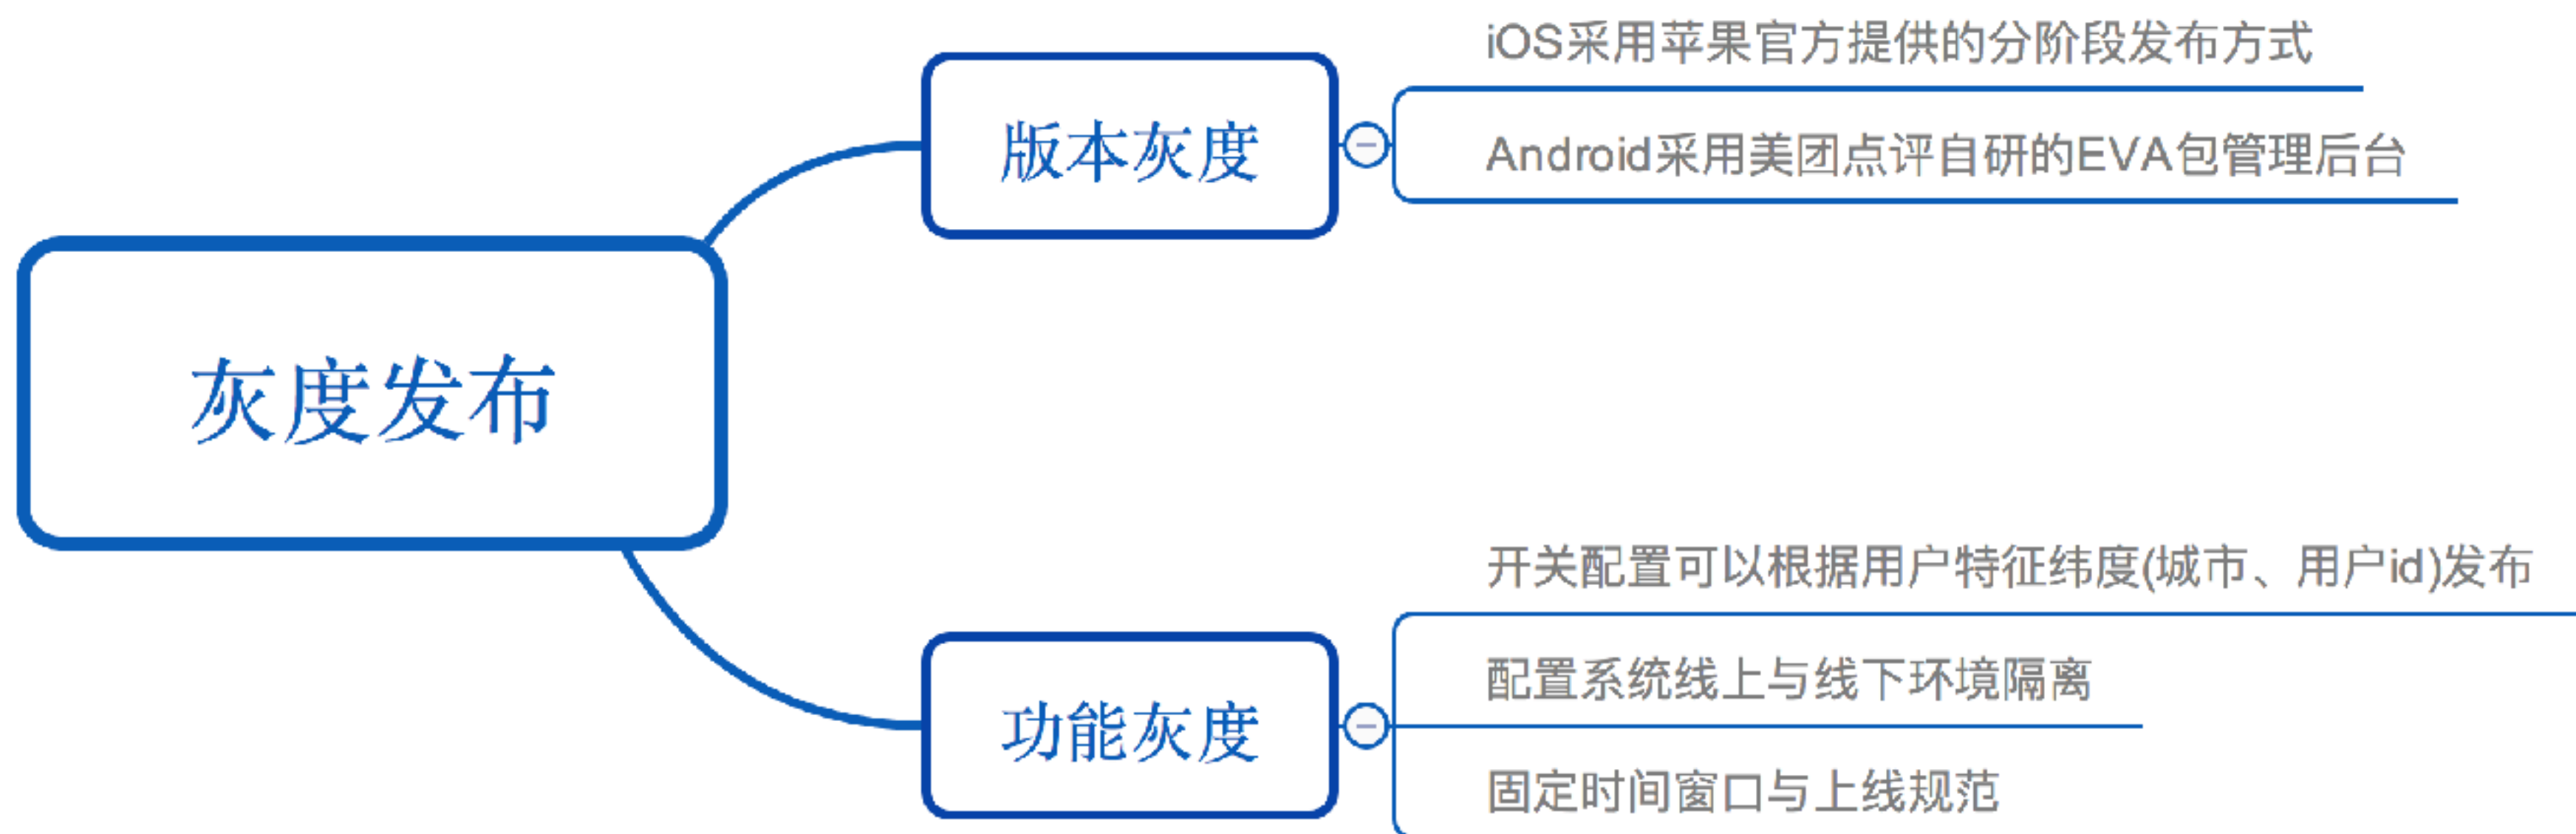 灰度发布
版本灰度
iOS采用苹果官方提供的分阶段发布方式
Android采用美团点评自研的EVA包管理后台
功能灰度
开关配置可以根据用户特征纬度(城市、用户id)发布
配置系统线上与线下环境隔离
固定时间窗口与上线规范